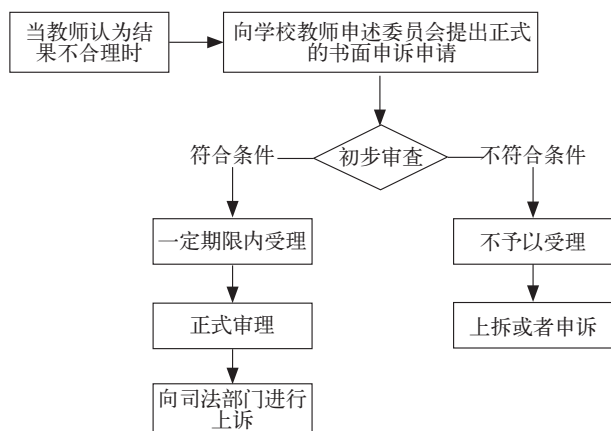 当教师认为结
果不合理时
向学校教师申述委员会提出正式
的书面申诉申请
符合条件
初步审查
不符合条件
一定期限内受理
不予以受理
正式审理
上拆或者申诉
向司法部门进行
上诉